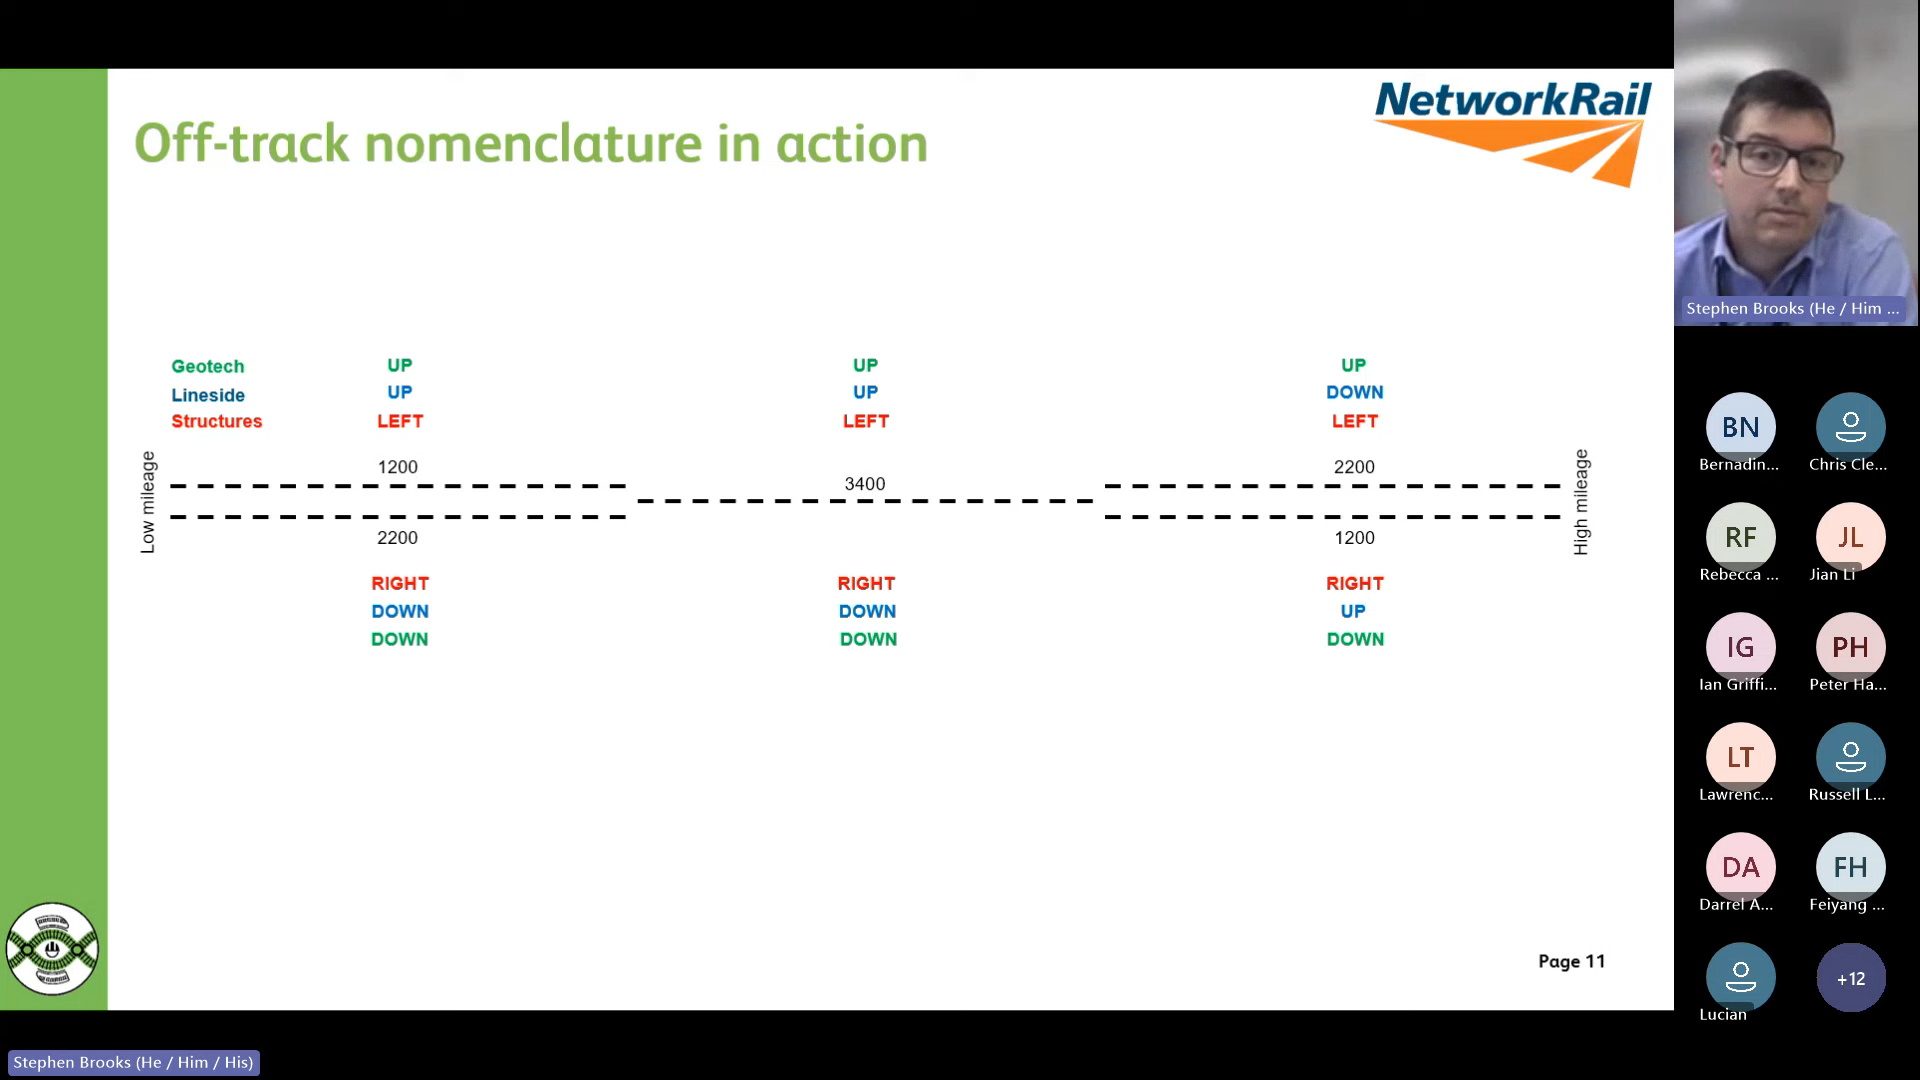 NetworkRail
Off-track nomenclature in action
Geotech UP UP UP
Lineside UP UP DOWN
Structures LEFT LEFT LEFT
Low mileage
1200 3400 2200
High mileage
2200 1200
RIGHT RIGHT RIGHT
DOWN DOWN UP
DOWN DOWN DOWN
Page 11
Stephen Brooks (He / Him / His)
Stephen Brooks (He / Him ...
BN
Bernadin...
Chris Cle...
RF
Rebecca ...
JL
Jian Li
IG
Ian Griffi...
PH
Peter Ha...
LT
Lawrenc...
Russell L...
DA
Darrel A...
FH
Feiyang ...
Lucian
+12